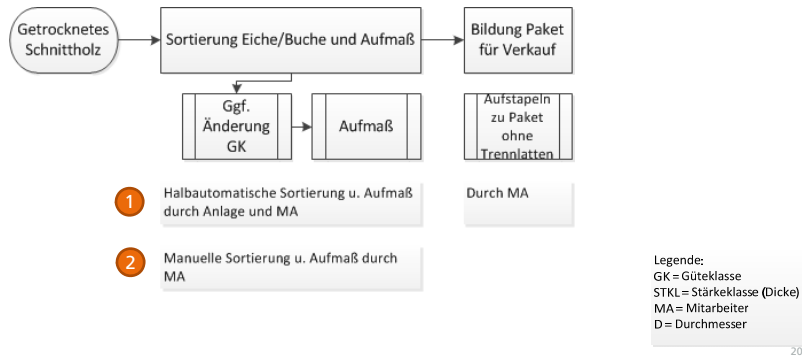 Getrocknetes
Schnittholz
Sortierung Eiche/Buche und Aufmaß
Bildung Paket
für Verkauf
Ggf.
Änderung
GK
Aufmaß
Aufstapeln
zu Paket
ohne
Trennlatten
1
Halbautomatische Sortierung u. Aufmaß
durch Anlage und MA
Durch MA
2
Manuelle Sortierung u. Aufmaß durch
MA
Legende:
GK = Güteklasse
STKL = Stärkeklasse (Dicke)
MA = Mitarbeiter
D = Durchmesser
20